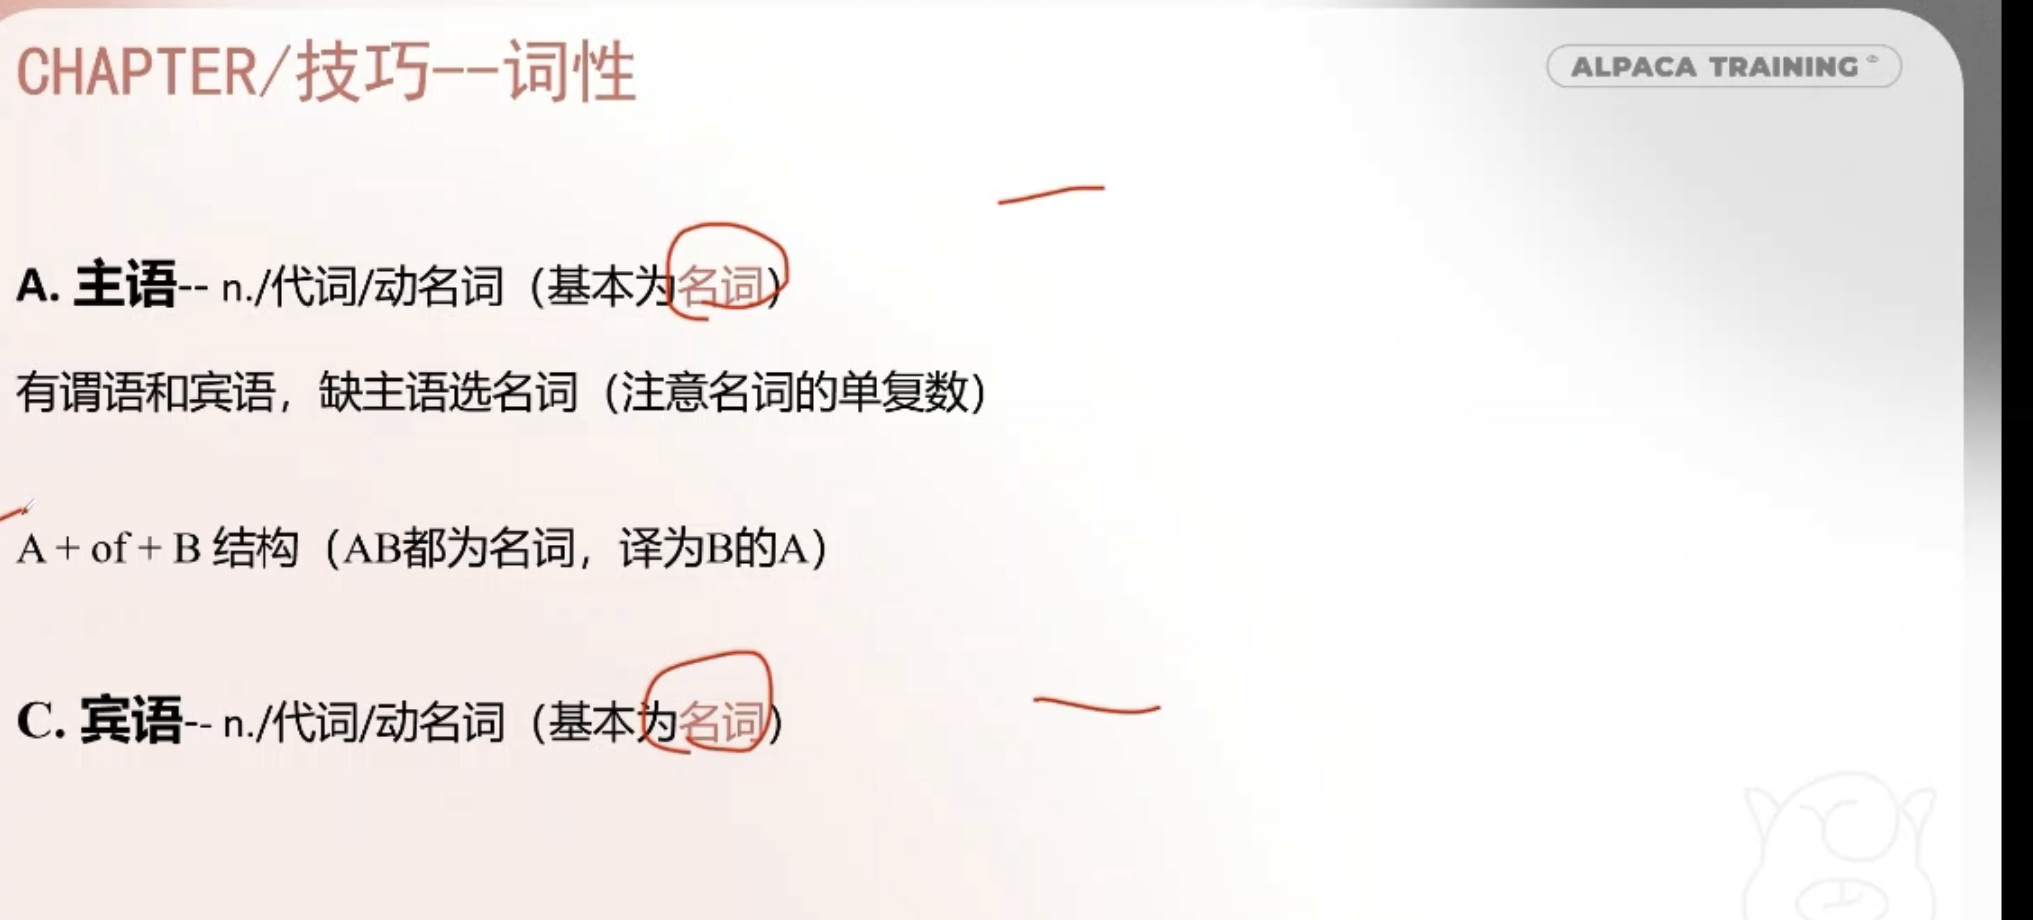 CHAPTER/技巧--词性
ALPACA TRAINING
A. 主语-- n./代词/动名词（基本为名词）
有谓语和宾语，缺主语选名词（注意名词的单复数）
A + of + B 结构（AB都为名词，译为B的A）
C. 宾语-- n./代词/动名词（基本为名词）